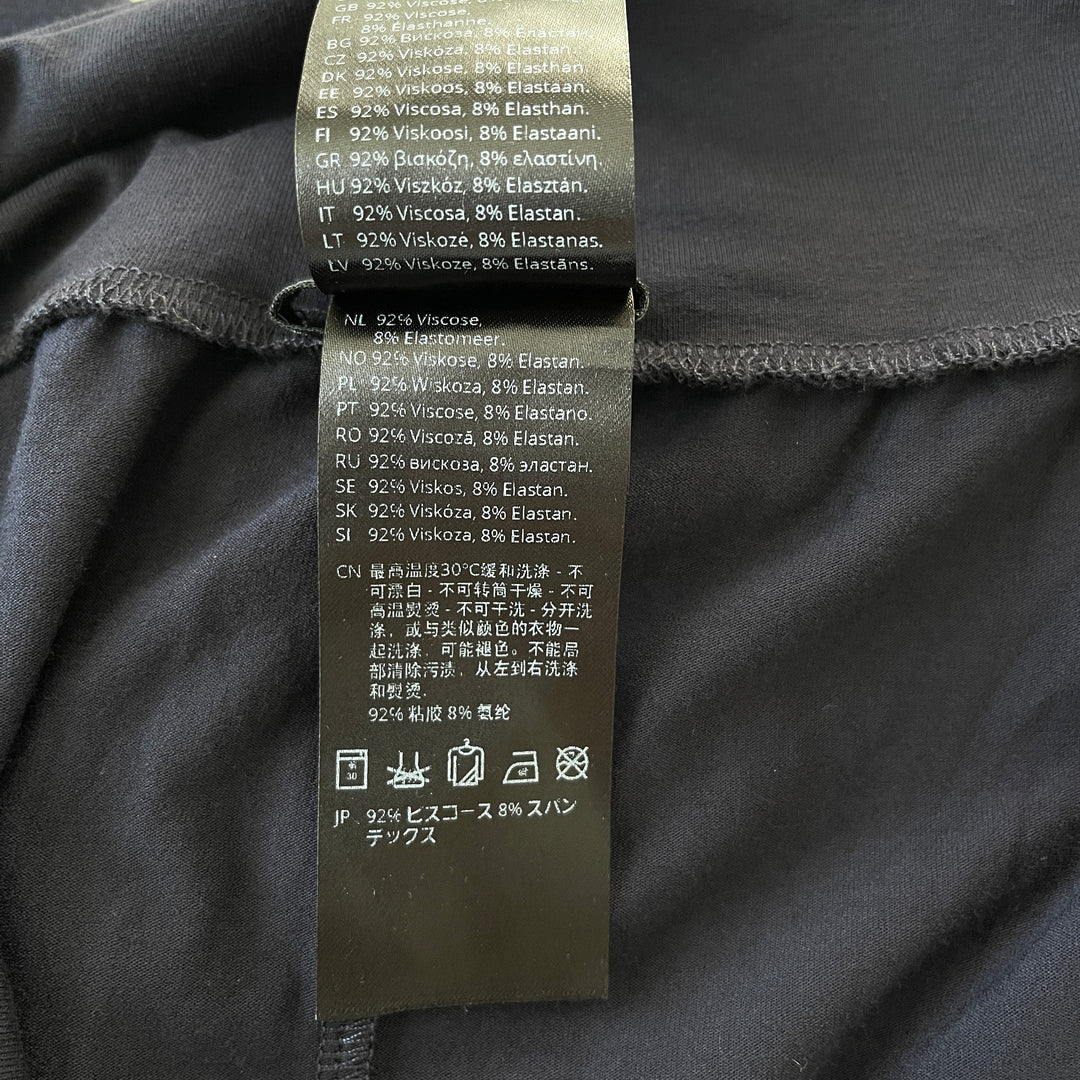 GB 92% Viscose,
FR 92% Viscose,
8% Élasthanne.
BG 92% Вискоза, 8% Еластан.
CZ 92% Viskóza, 8% Elastan.
DK 92% Viskose, 8% Elasthan.
EE 92% Viskoos, 8% Elastaan.
ES 92% Viscosa, 8% Elasthan.
FI 92% Viskoosi, 8% Elastaani.
GR 92% βισκόζη, 8% ελαστίνη.
HU 92% Viszkóz, 8% Elasztán.
IT 92% Viscosa, 8% Elastan.
LT 92% Viskozė, 8% Elastanas.
LV 92% Viskoze, 8% Elastāns.
NL 92% Viscose,
8% Elastomeer.
NO 92% Viskose, 8% Elastan.
PL 92% Wiskoza, 8% Elastan.
PT 92% Viscose, 8% Elastano.
RO 92% Viscoză, 8% Elastan.
RU 92% вискоза, 8% эластан.
SE 92% Viskos, 8% Elastan.
SK 92% Viskóza, 8% Elastan.
SI 92% Viskoza, 8% Elastan.
CN 最高温度30°C缓和洗涤 - 不
可漂白 - 不可转筒干燥 - 不可
高温熨烫 - 不可干洗 - 分开洗
涤，或与类似颜色的衣物一
起洗涤，可能褪色。不能局
部清除污渍，从左到右洗涤
和熨烫.
92% 粘胶 8% 氨纶
30
JP 92% ビスコース 8% スパン
テックス